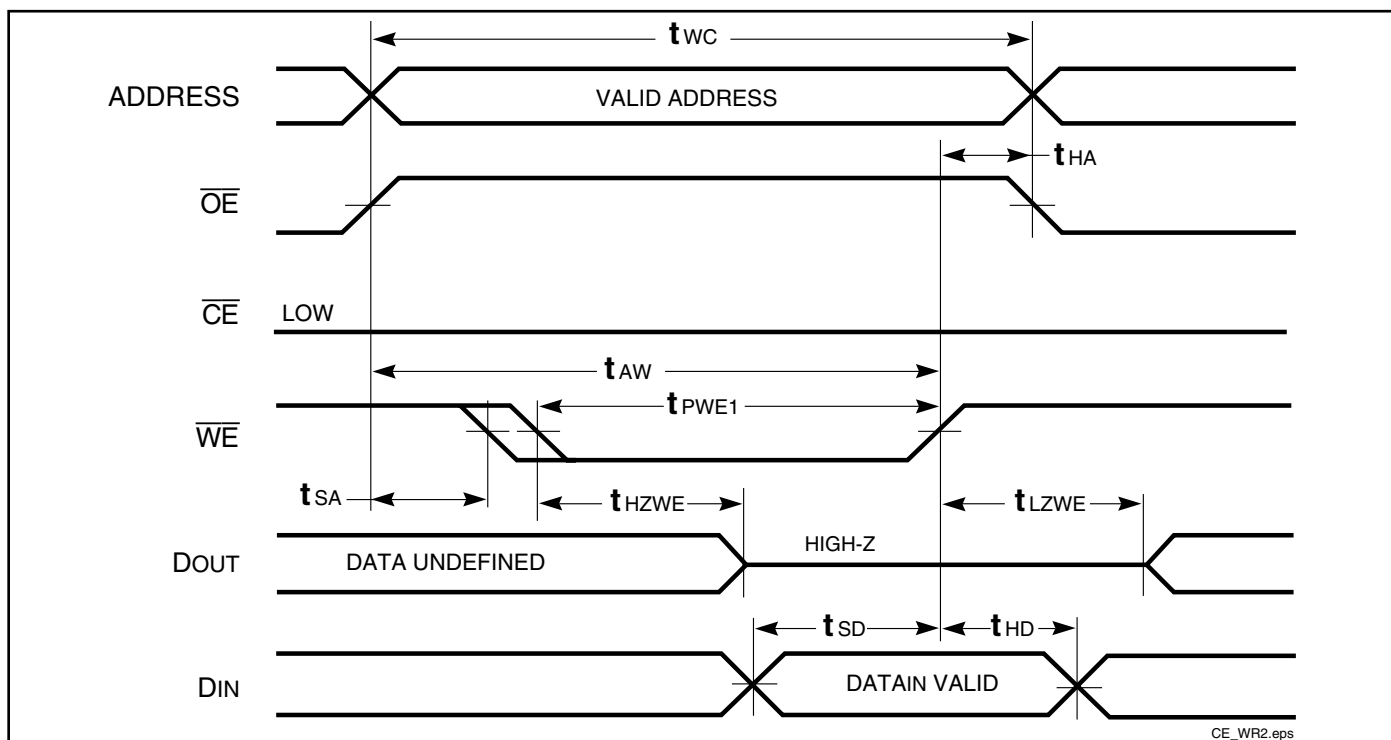 tWC
ADDRESS
VALID ADDRESS
tHA
OE
CE
LOW
tAW
tPWE1
WE
tSA
tHZWE
tLZWE
HIGH-Z
DOUT
DATA UNDEFINED
tSD
tHD
DIN
DATAIN VALID
CE_WR2.eps